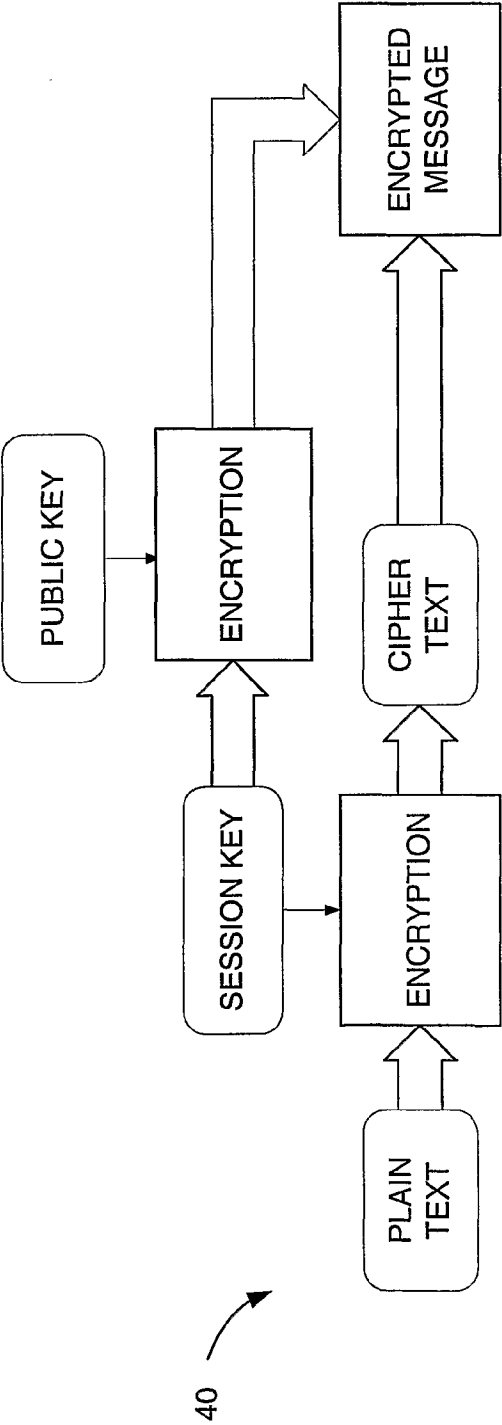 40
PUBLIC KEY
SESSION KEY
ENCRYPTION
PLAIN
TEXT
ENCRYPTION
CIPHER
TEXT
ENCRYPTED
MESSAGE